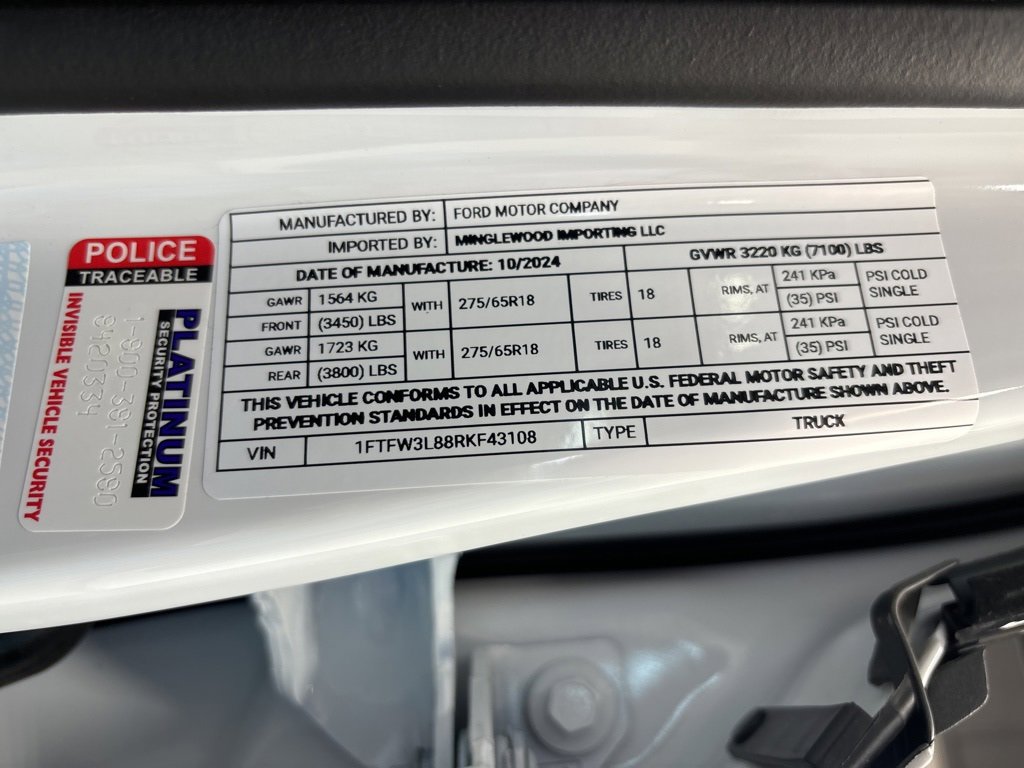 MANUFACTURED BY: FORD MOTOR COMPANY
IMPORTED BY: MINGLEWOOD IMPORTING LLC
DATE OF MANUFACTURE: 10/2024 GVWR 3220 KG (7100) LBS
GAWR 1564 KG WITH 275/65R18 TIRES 18 RIMS, AT 241 KPa PSI COLD
FRONT (3450) LBS (35) PSI SINGLE
GAWR 1723 KG WITH 275/65R18 TIRES 18 RIMS, AT 241 KPa PSI COLD
REAR (3800) LBS (35) PSI SINGLE
THIS VEHICLE CONFORMS TO ALL APPLICABLE U.S. FEDERAL MOTOR SAFETY AND THEFT
PREVENTION STANDARDS IN EFFECT ON THE DATE OF MANUFACTURE SHOWN ABOVE.
VIN 1FTFW3L88RKF43108 TYPE TRUCK
POLICE
TRACEABLE
PLATINUM
SECURITY PROTECTION
1-800-391-2590
8420334
INVISIBLE VEHICLE SECURITY